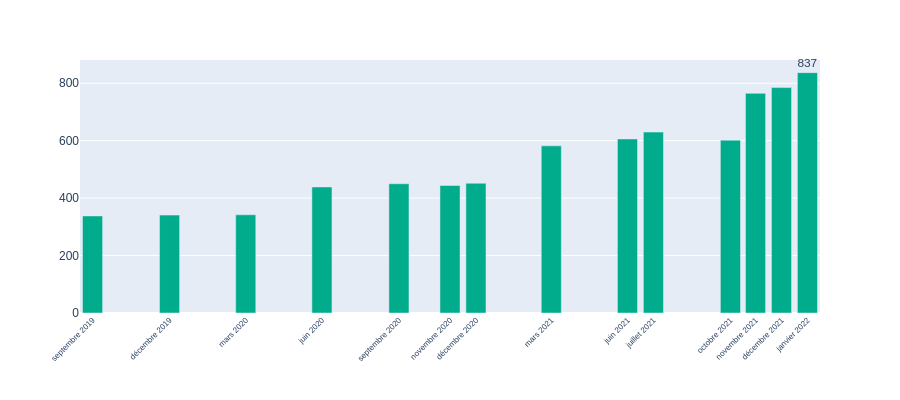 837
800
600
400
200
0
septembre 2019
décembre 2019
mars 2020
juin 2020
septembre 2020
novembre 2020
décembre 2020
mars 2021
juin 2021
juillet 2021
octobre 2021
novembre 2021
décembre 2021
janvier 2022